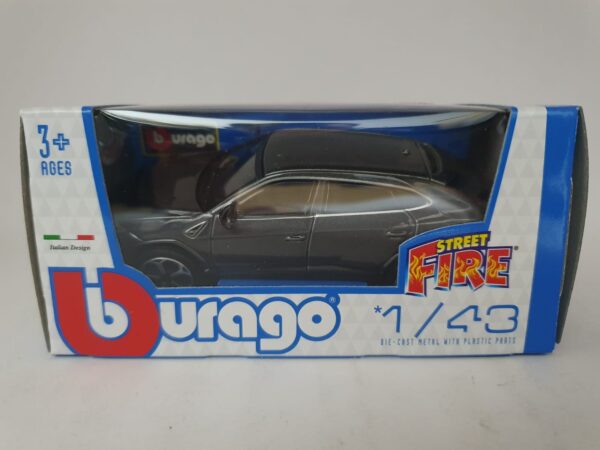 burago
3+
AGES
Italian Design
STREET
FIRE®
burago®
*1/43
DIE-CAST METAL WITH PLASTIC PARTS